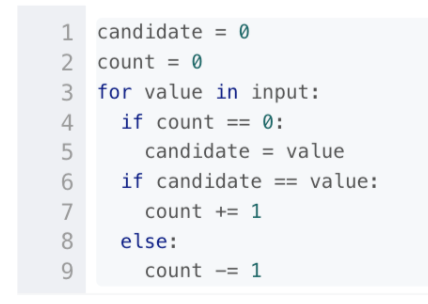 1 candidate = 0
2 count = 0
3 for value in input:
4   if count == 0:
5     candidate = value
6   if candidate == value:
7     count += 1
8   else:
9     count -= 1